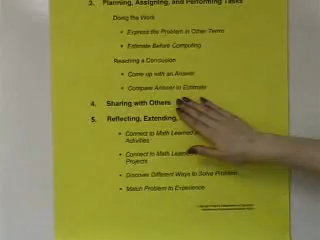 3. Planning, Assigning, and Performing Tasks
Doing the Work
• Express the Problem in Other Terms
• Estimate Before Computing
Reaching a Conclusion
• Come up with an Answer
• Compare Answer to Estimate
4. Sharing with Others
5. Reflecting, Extending,
• Connect to Math Learned
Activities
• Connect to Math Learned
Projects
• Discover Different Ways to Solve Problem
• Match Problem to Experience